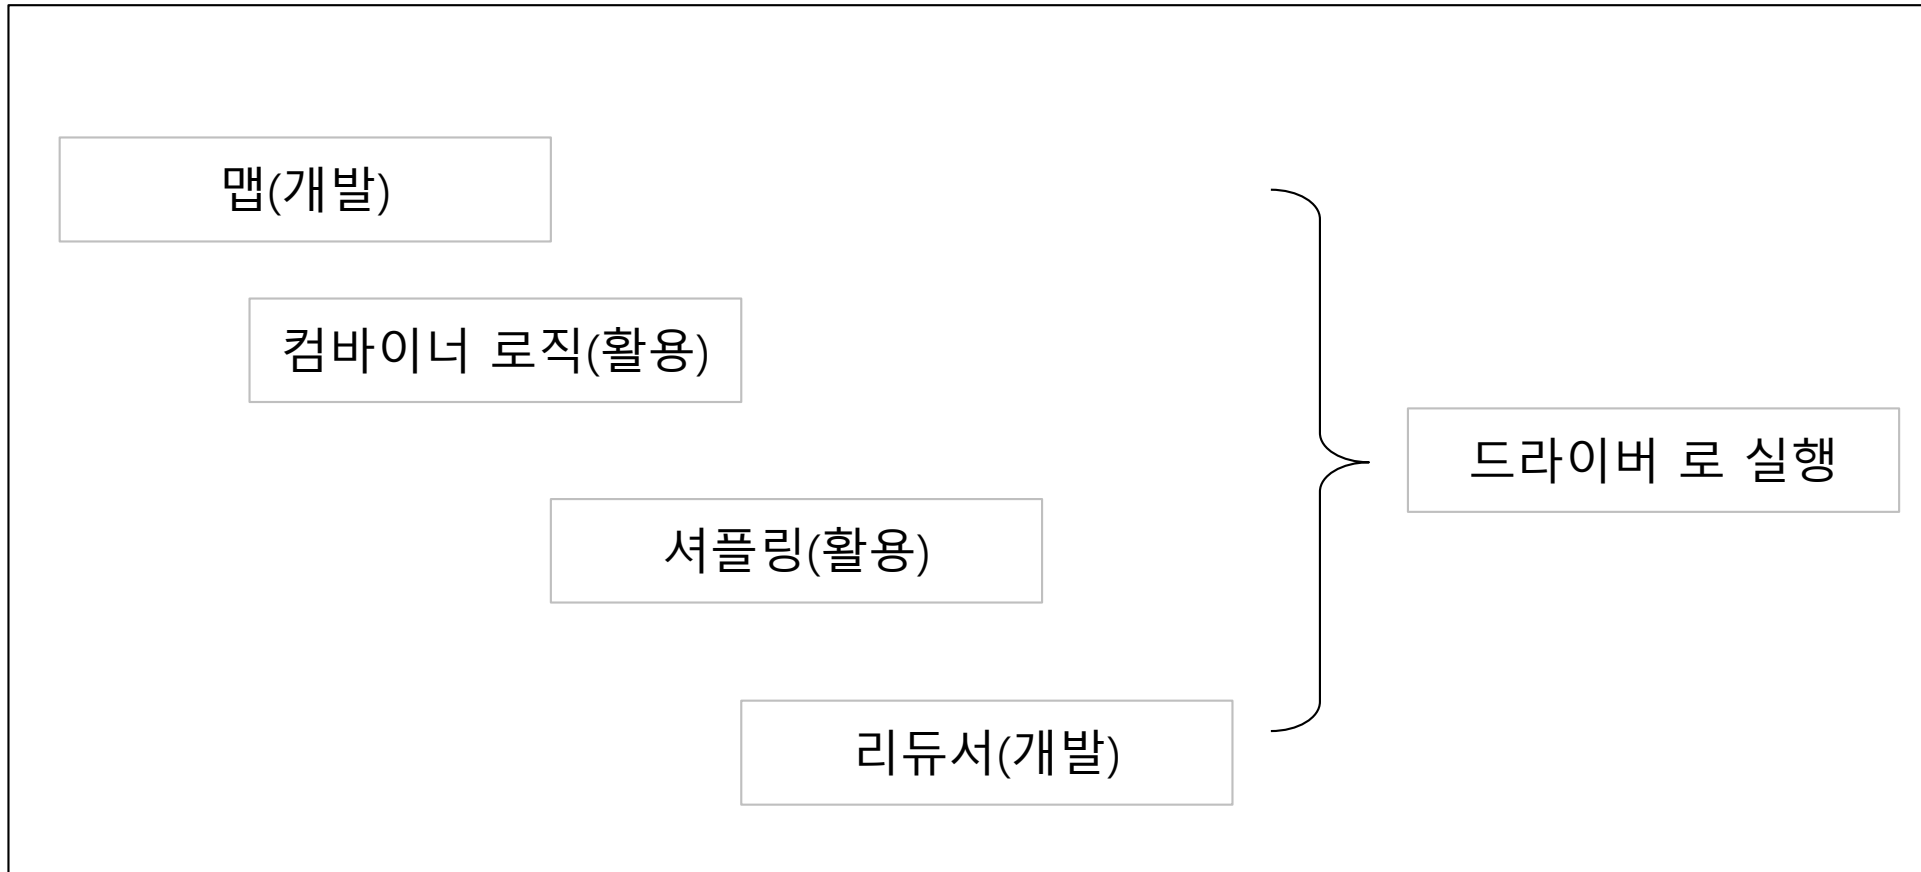 맵(개발)
컴바이너 로직(활용)
드라이버 로 실행
셔플링(활용)
리듀서(개발)